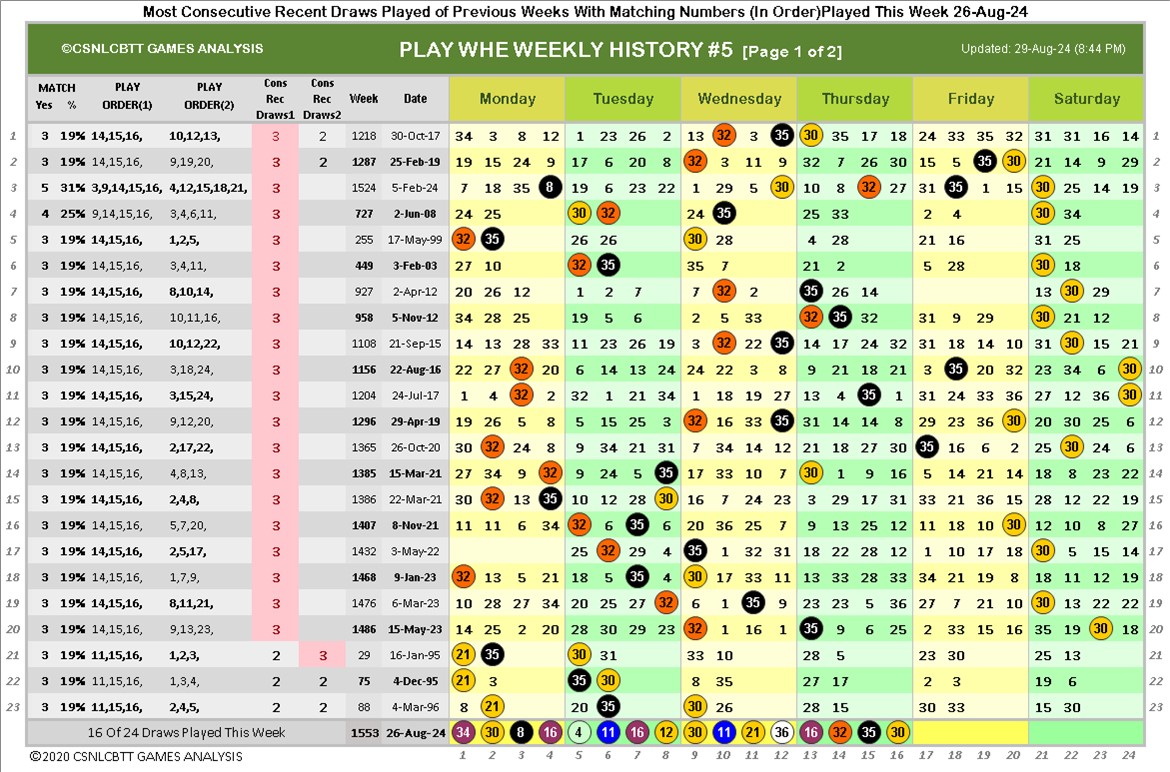 Most Consecutive Recent Draws Played of Previous Weeks With Matching Numbers (In Order)Played This Week 26-Aug-24
©CSNLCBTT GAMES ANALYSIS PLAY WHE WEEKLY HISTORY #5 [Page 1 of 2] Updated: 29-Aug-24 (8:44 PM)
MATCH Yes % PLAY ORDER(1) PLAY ORDER(2) Cons Rec Draws1 Cons Rec Draws2 Week Date Monday Tuesday Wednesday Thursday Friday Saturday
1 3 19% 14,15,16, 10,12,13, 3 2 1218 30-Oct-17 34 3 8 12 1 23 26 2 13 32 3 35 30 35 17 18 24 33 35 32 31 31 16 14 1
2 3 19% 14,15,16, 9,19,20, 3 2 1287 25-Feb-19 19 15 24 9 17 6 20 8 32 3 11 9 32 7 26 30 15 5 35 30 21 14 9 29 2
3 5 31% 3,9,14,15,16, 4,12,15,18,21, 3 1524 5-Feb-24 7 18 35 8 19 6 23 22 1 29 5 30 10 8 32 27 31 35 1 15 30 25 14 19 3
4 4 25% 9,14,15,16, 3,4,6,11, 3 727 2-Jun-08 24 25 30 32 24 35 25 33 2 4 30 34 4
5 3 19% 14,15,16, 1,2,5, 3 255 17-May-99 32 35 26 26 30 28 4 28 21 16 31 25 5
6 3 19% 14,15,16, 3,4,11, 3 449 3-Feb-03 27 10 32 35 35 7 21 2 5 28 30 18 6
7 3 19% 14,15,16, 8,10,14, 3 927 2-Apr-12 20 26 12 1 2 7 7 32 2 35 26 14 13 30 29 7
8 3 19% 14,15,16, 10,11,16, 3 958 5-Nov-12 34 28 25 19 5 6 2 5 33 32 35 32 31 9 29 30 21 12 8
9 3 19% 14,15,16, 10,12,22, 3 1108 21-Sep-15 14 13 28 33 11 23 26 19 3 32 22 35 14 17 24 32 31 18 14 10 31 30 15 21 9
10 3 19% 14,15,16, 3,18,24, 3 1156 22-Aug-16 22 27 32 20 6 14 13 24 24 22 3 8 9 21 18 21 3 35 20 32 23 34 6 30 10
11 3 19% 14,15,16, 3,15,24, 3 1204 24-Jul-17 1 4 32 2 32 1 21 34 1 18 19 27 13 4 35 1 31 24 33 36 27 12 36 30 11
12 3 19% 14,15,16, 9,12,20, 3 1296 29-Apr-19 19 26 5 8 5 15 25 3 32 16 33 35 31 14 14 8 29 23 36 30 20 30 25 6 12
13 3 19% 14,15,16, 2,17,22, 3 1365 26-Oct-20 30 32 24 8 9 34 21 31 7 34 14 12 21 18 27 30 35 16 6 2 25 30 24 6 13
14 3 19% 14,15,16, 4,8,13, 3 1385 15-Mar-21 27 34 9 32 9 24 5 35 17 33 10 7 30 1 9 16 5 14 21 14 18 8 23 22 14
15 3 19% 14,15,16, 2,4,8, 3 1386 22-Mar-21 30 32 13 35 10 12 28 30 16 7 24 23 3 29 17 31 33 21 36 15 28 12 22 19 15
16 3 19% 14,15,16, 5,7,20, 3 1407 8-Nov-21 11 11 6 34 32 6 35 6 20 36 25 7 9 13 25 12 11 18 10 30 12 10 8 27 16
17 3 19% 14,15,16, 2,5,17, 3 1432 3-May-22 25 32 29 4 35 1 32 31 18 22 28 12 1 10 17 18 30 5 15 14 17
18 3 19% 14,15,16, 1,7,9, 3 1468 9-Jan-23 32 13 5 21 18 5 35 4 30 17 33 11 13 33 28 33 34 21 19 8 18 11 12 19 18
19 3 19% 14,15,16, 8,11,21, 3 1476 6-Mar-23 10 28 27 34 20 25 27 32 6 1 35 9 23 23 5 36 27 7 21 10 30 13 22 22 19
20 3 19% 14,15,16, 9,13,23, 3 1486 15-May-23 14 25 2 20 28 30 29 23 32 1 16 1 35 9 6 25 2 33 15 16 35 19 30 18 20
21 3 19% 11,15,16, 1,2,3, 2 3 29 16-Jan-95 21 35 30 31 33 10 28 5 23 30 25 13 21
22 3 19% 11,15,16, 1,3,4, 2 2 75 4-Dec-95 21 3 35 30 8 35 27 17 2 3 19 6 22
23 3 19% 11,15,16, 2,4,5, 2 2 88 4-Mar-96 8 21 20 35 30 26 28 15 9 33 15 30 23
16 Of 24 Draws Played This Week 1553 26-Aug-24 34 30 8 16 4 11 16 12 30 11 21 36 16 32 35 30
©2020 CSNLCBTT GAMES ANALYSIS 1 2 3 4 5 6 7 8 9 10 11 12 13 14 15 16 17 18 19 20 21 22 23 24